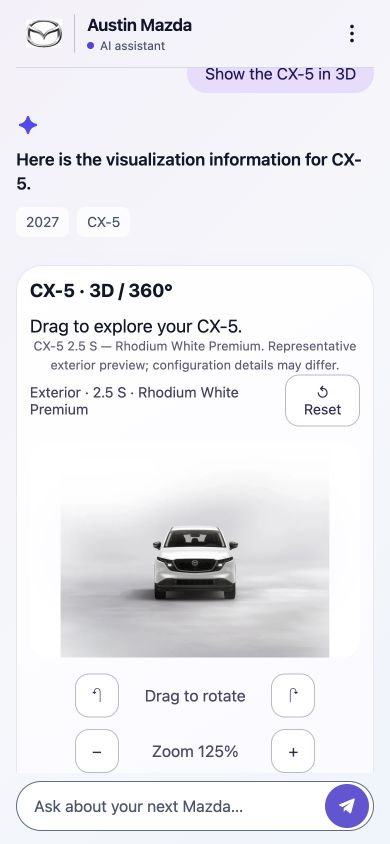 Austin Mazda
AI assistant
Show the CX-5 in 3D
Here is the visualization information for CX-
5.
2027
CX-5
CX-5 · 3D / 360°
Drag to explore your CX-5.
CX-5 2.5 S — Rhodium White Premium. Representative
exterior preview; configuration details may differ.
Exterior · 2.5 S · Rhodium White
Premium
Reset
Drag to rotate
− Zoom 125% +
Ask about your next Mazda...